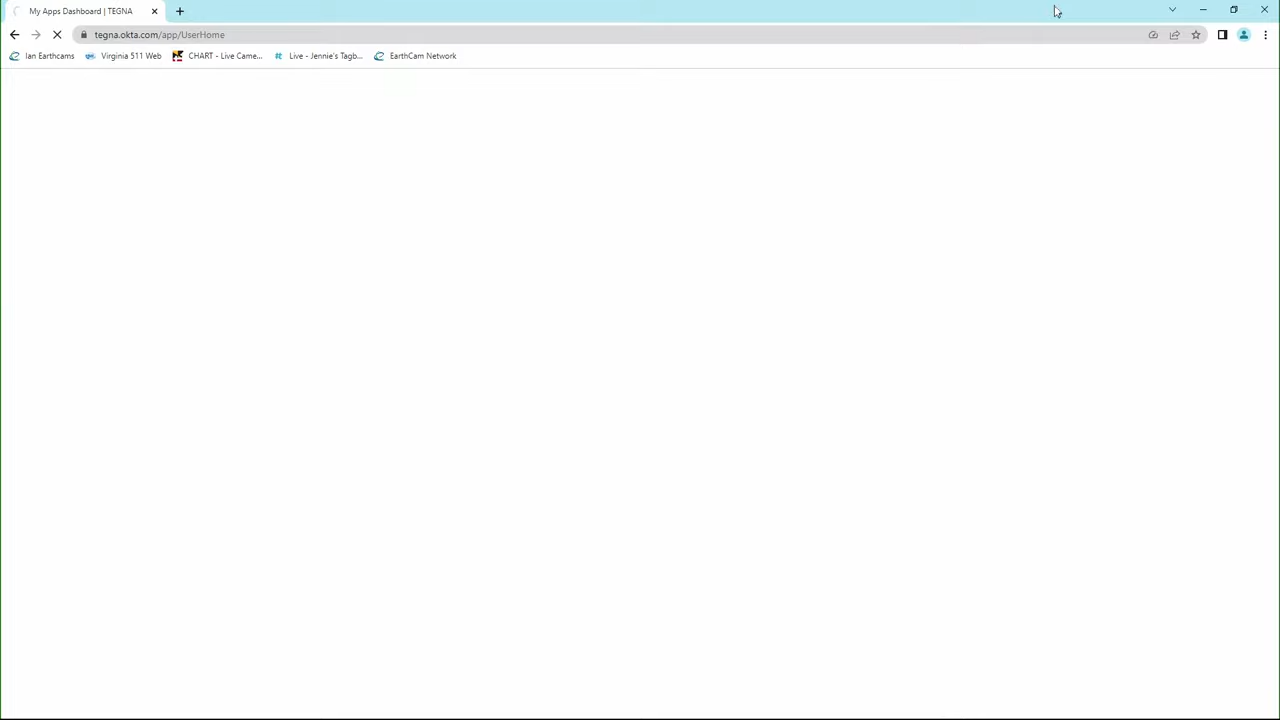 My Apps Dashboard | TEGNA
tegna.okta.com/app/UserHome
Ian Earthcams
Virginia 511 Web
CHART - Live Came...
Live - Jennie's Tagb...
EarthCam Network